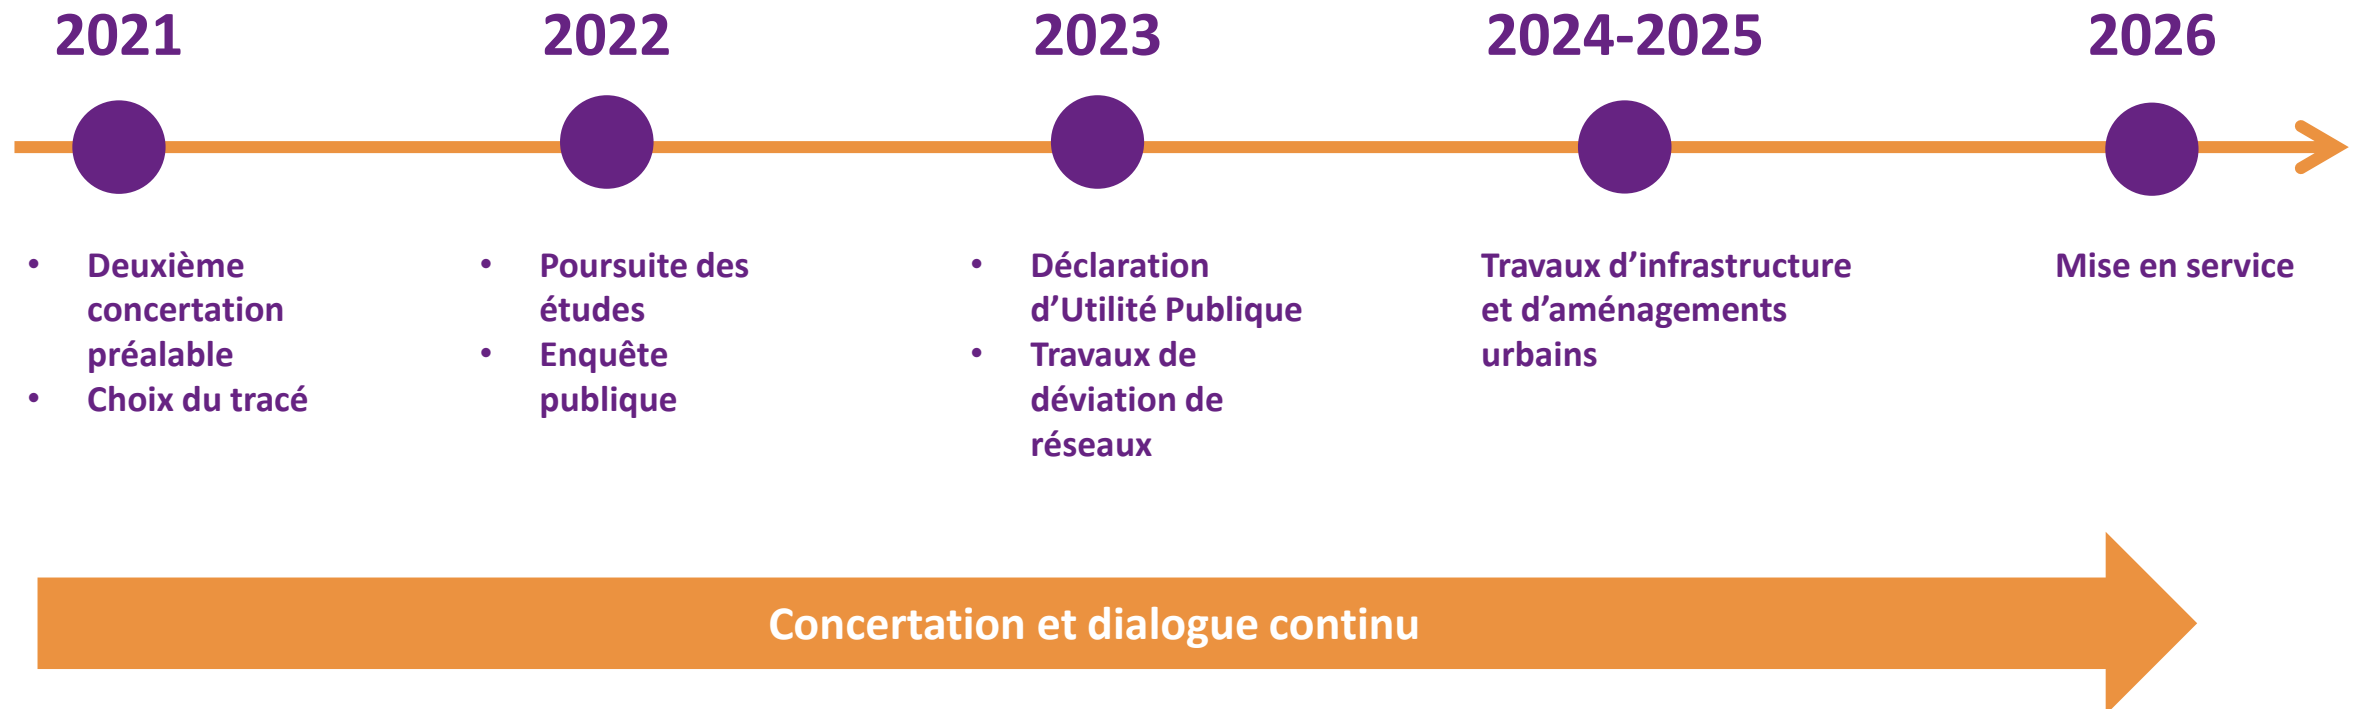 2021
2022
2023
2024-2025
2026
• Deuxième
concertation
préalable
• Choix du tracé
• Poursuite des
études
• Enquête
publique
• Déclaration
d’Utilité Publique
• Travaux de
déviation de
réseaux
Travaux d’infrastructure
et d’aménagements
urbains
Mise en service
Concertation et dialogue continu